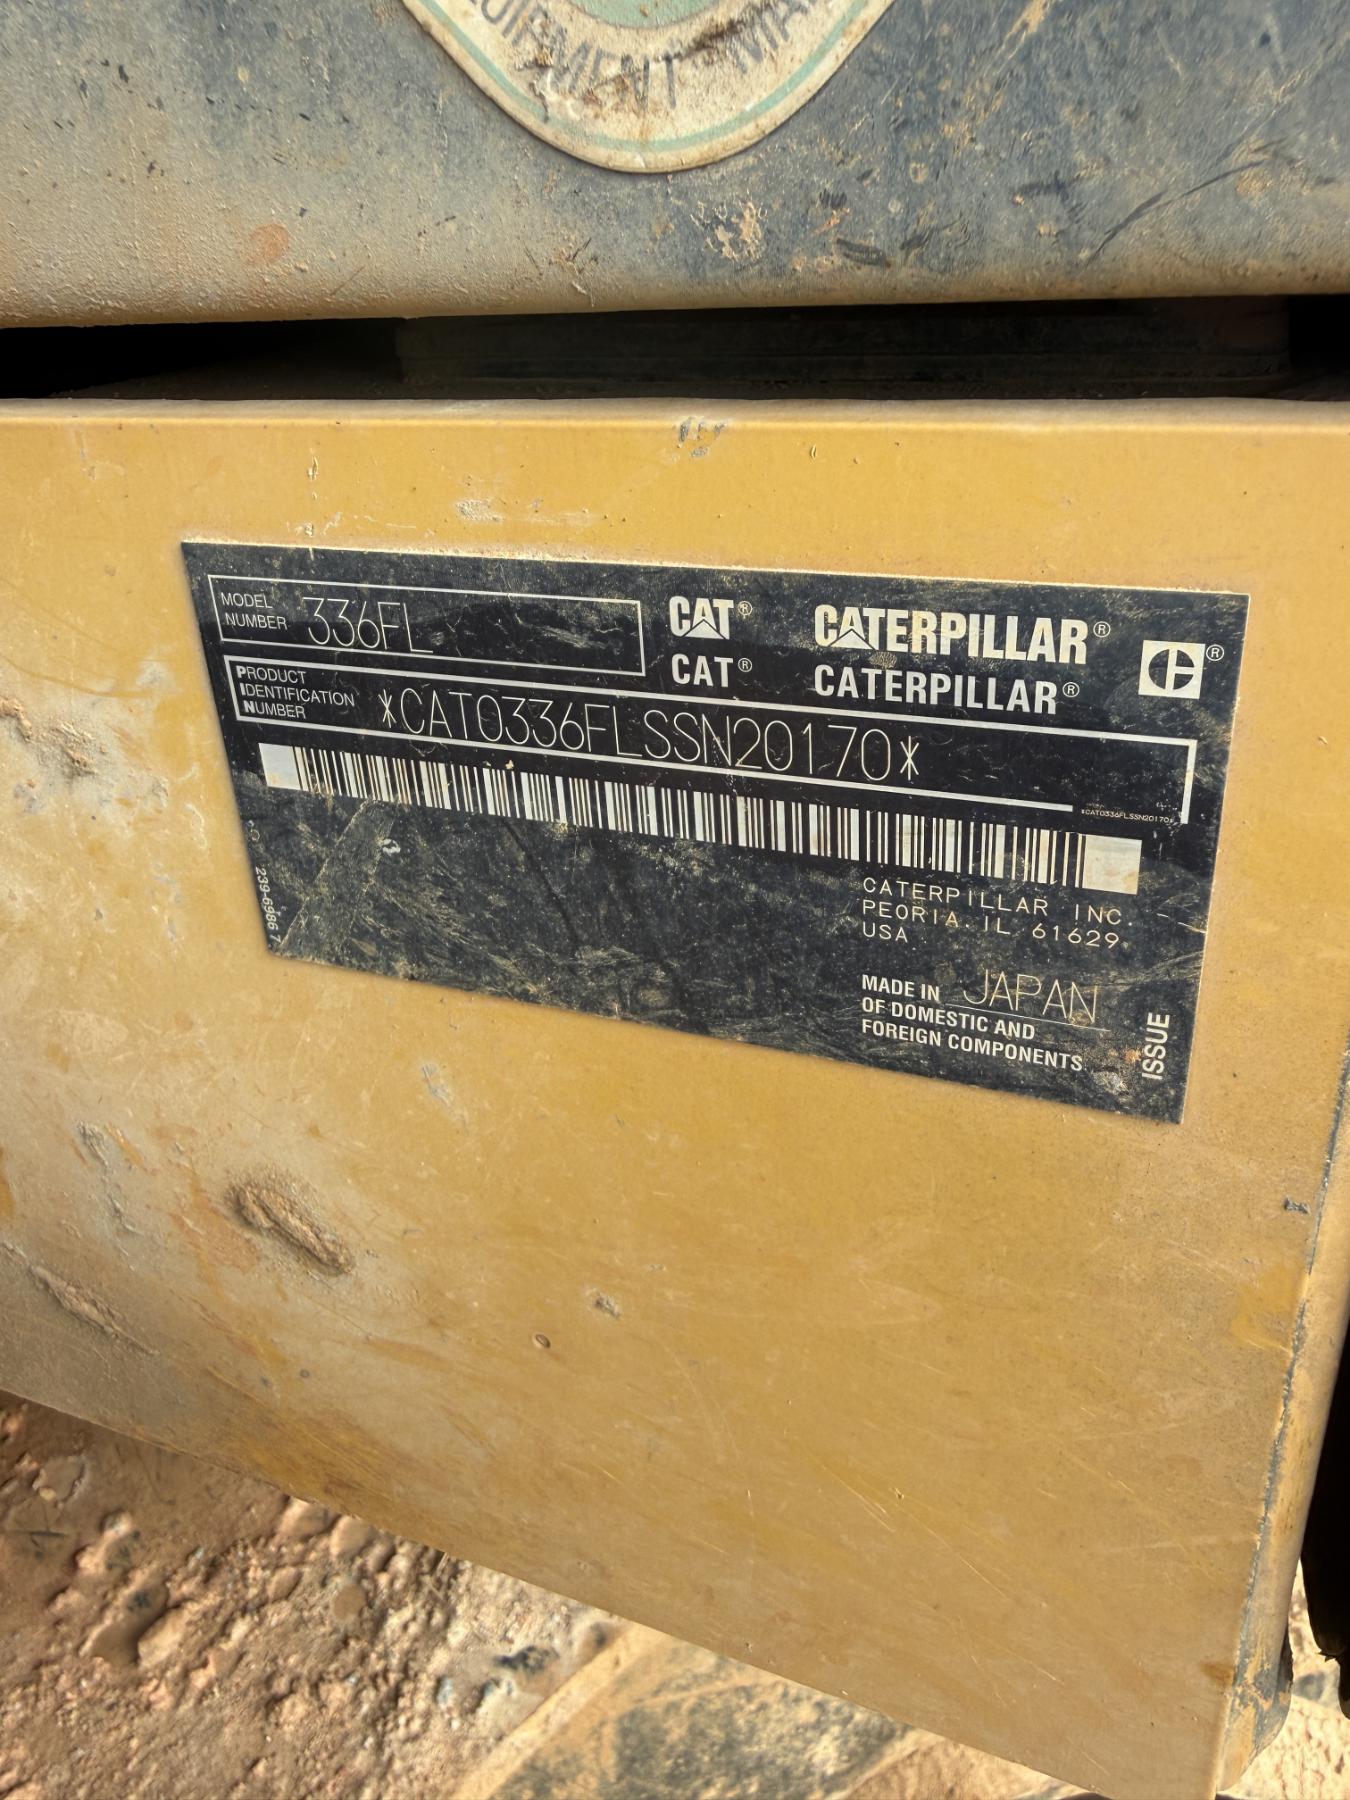 EQUIPMENT
MODEL
NUMBER
336FL
CAT® CATERPILLAR®
CAT® CATERPILLAR®
®
PRODUCT
IDENTIFICATION
NUMBER
*CAT0336FLSSN20170*
*CAT0336FLSSN20170*
239-6986 7
CATERPILLAR INC.
PEORIA, IL 61629
USA
MADE IN JAPAN
OF DOMESTIC AND
FOREIGN COMPONENTS
ISSUE